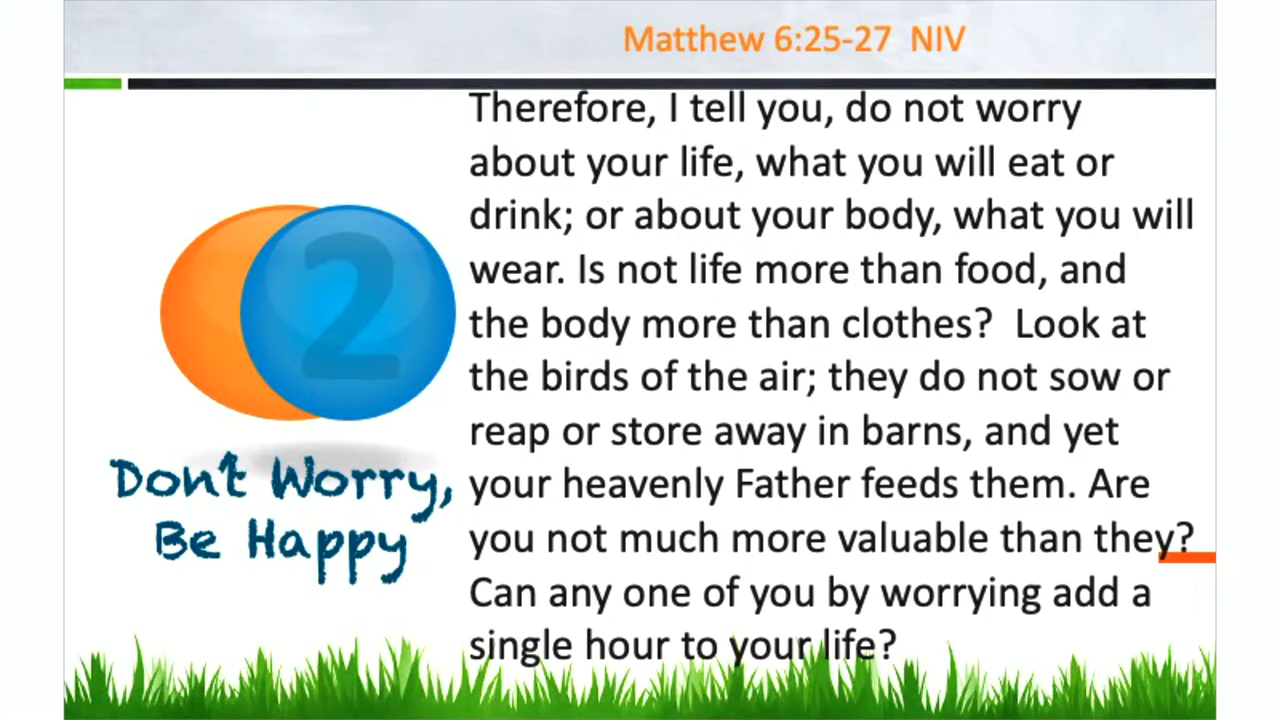 Matthew 6:25-27 NIV
Therefore, I tell you, do not worry
about your life, what you will eat or
drink; or about your body, what you will
wear. Is not life more than food, and
the body more than clothes? Look at
the birds of the air; they do not sow or
reap or store away in barns, and yet
your heavenly Father feeds them. Are
you not much more valuable than they?
Can any one of you by worrying add a
single hour to your life?
2
Don't Worry,
Be Happy